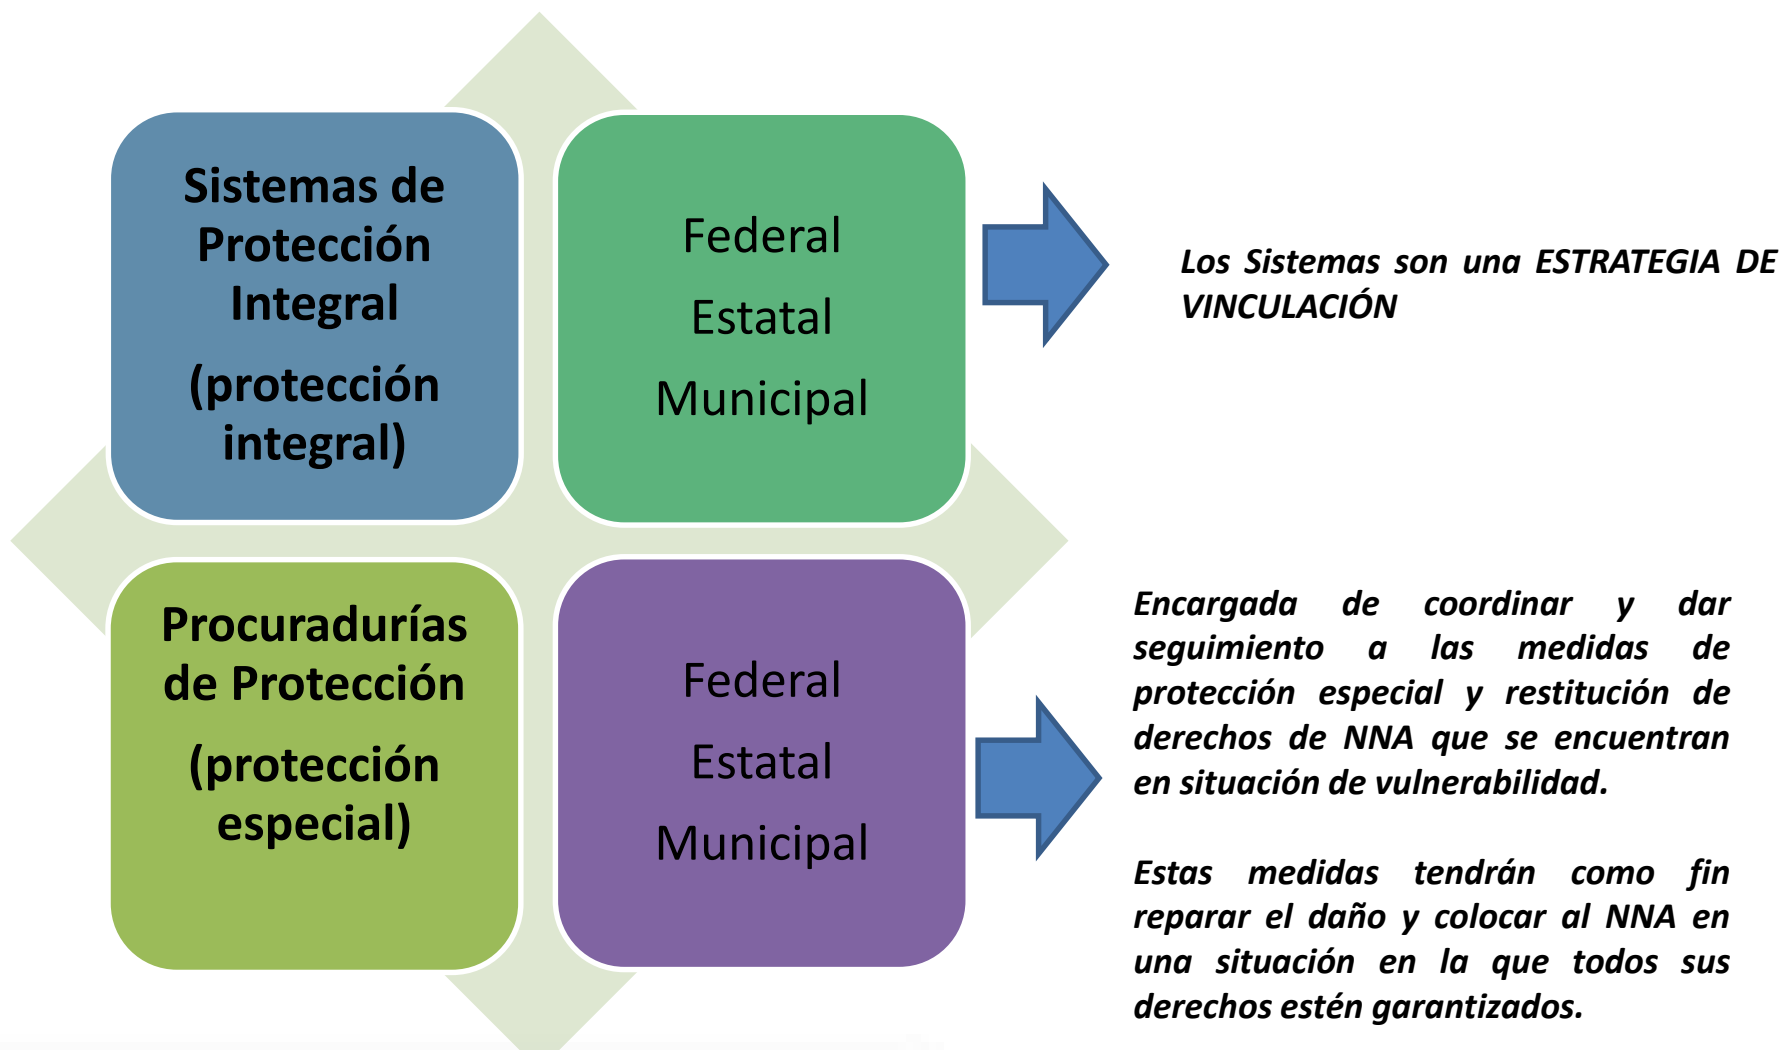 Sistemas de
Protección
Integral
(protección
integral)
Federal
Estatal
Municipal
Los Sistemas son una ESTRATEGIA DE
VINCULACIÓN
Procuradurías
de Protección
(protección
especial)
Federal
Estatal
Municipal
Encargada de coordinar y dar
seguimiento a las medidas de
protección especial y restitución de
derechos de NNA que se encuentran
en situación de vulnerabilidad.
Estas medidas tendrán como fin
reparar el daño y colocar al NNA en
una situación en la que todos sus
derechos estén garantizados.